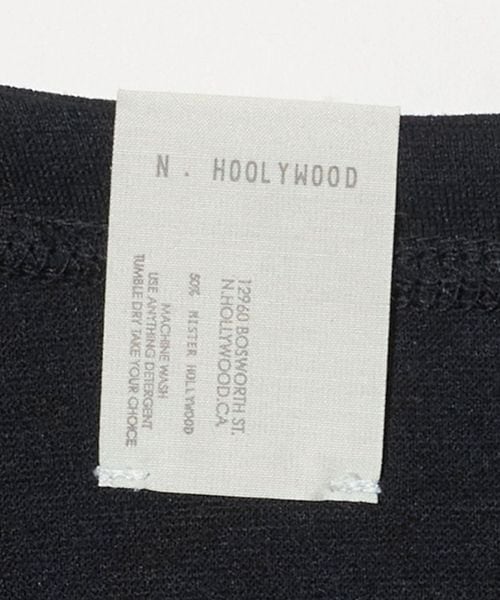 N. HOOLYWOOD
12960 BOSWORTH ST.
N.HOLLYWOOD.CA
50% MISTER HOLLYWOOD
MACHINE WASH
USE ANYTHING DETERGENT
TUMBLE DRY TAKE YOUR CHOICE